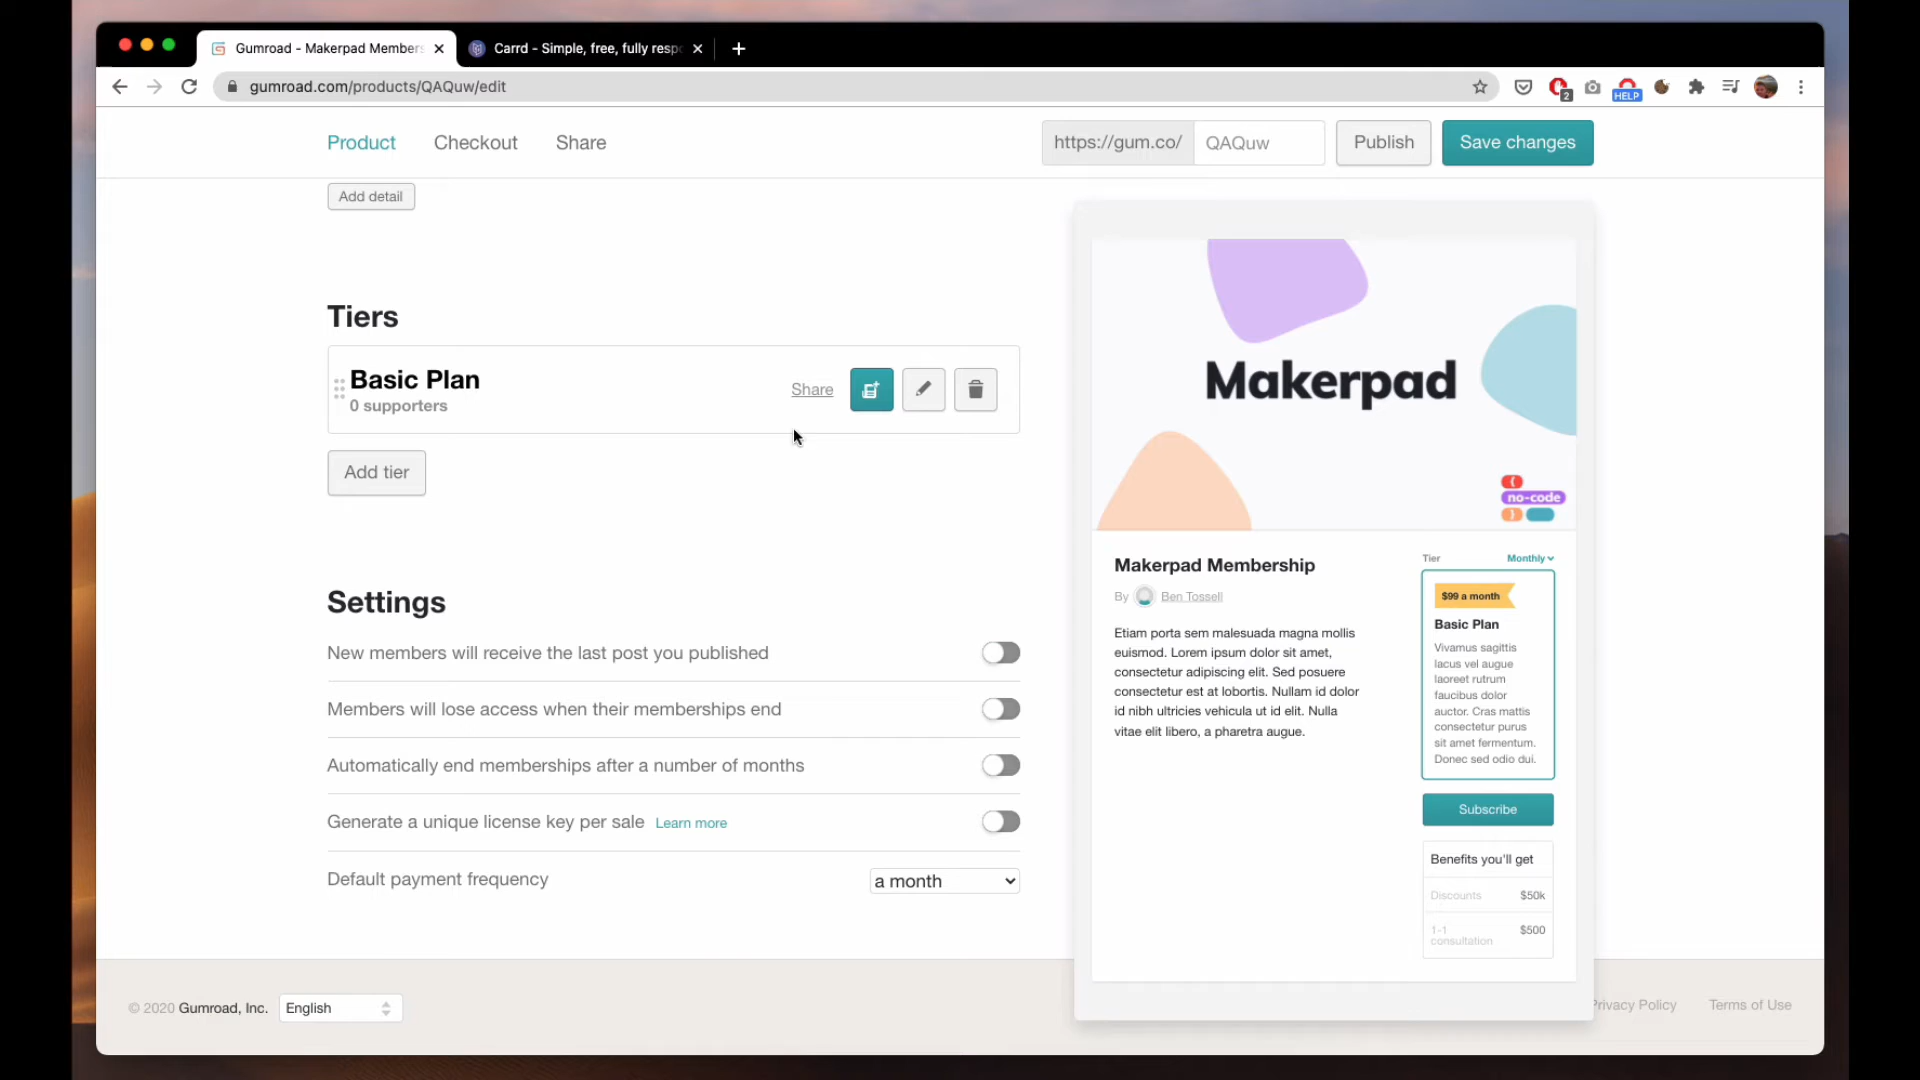 Gumroad - Makerpad Members
Carrd - Simple, free, fully resp
gumroad.com/products/QAQuw/edit
2
HELP
Product
Checkout
Share
https://gum.co/
QAQuw
Publish
Save changes
Add detail
Tiers
Basic Plan
0 supporters
Share
Add tier
Settings
New members will receive the last post you published
Members will lose access when their memberships end
Automatically end memberships after a number of months
Generate a unique license key per sale Learn more
Default payment frequency
a month
Makerpad
{
no-code
}
Makerpad Membership
By Ben Tossell
Etiam porta sem malesuada magna mollis
euismod. Lorem ipsum dolor sit amet,
consectetur adipiscing elit. Sed posuere
consectetur est at lobortis. Nullam id dolor
id nibh ultricies vehicula ut id elit. Nulla
vitae elit libero, a pharetra augue.
Tier
Monthly
$99 a month
Basic Plan
Vivamus sagittis
lacus vel augue
laoreet rutrum
faucibus dolor
auctor. Cras mattis
consectetur purus
sit amet fermentum.
Donec sed odio dui.
Subscribe
Benefits you'll get
Discounts $50k
1-1
consultation
$500
© 2020 Gumroad, Inc.
English
Privacy Policy
Terms of Use